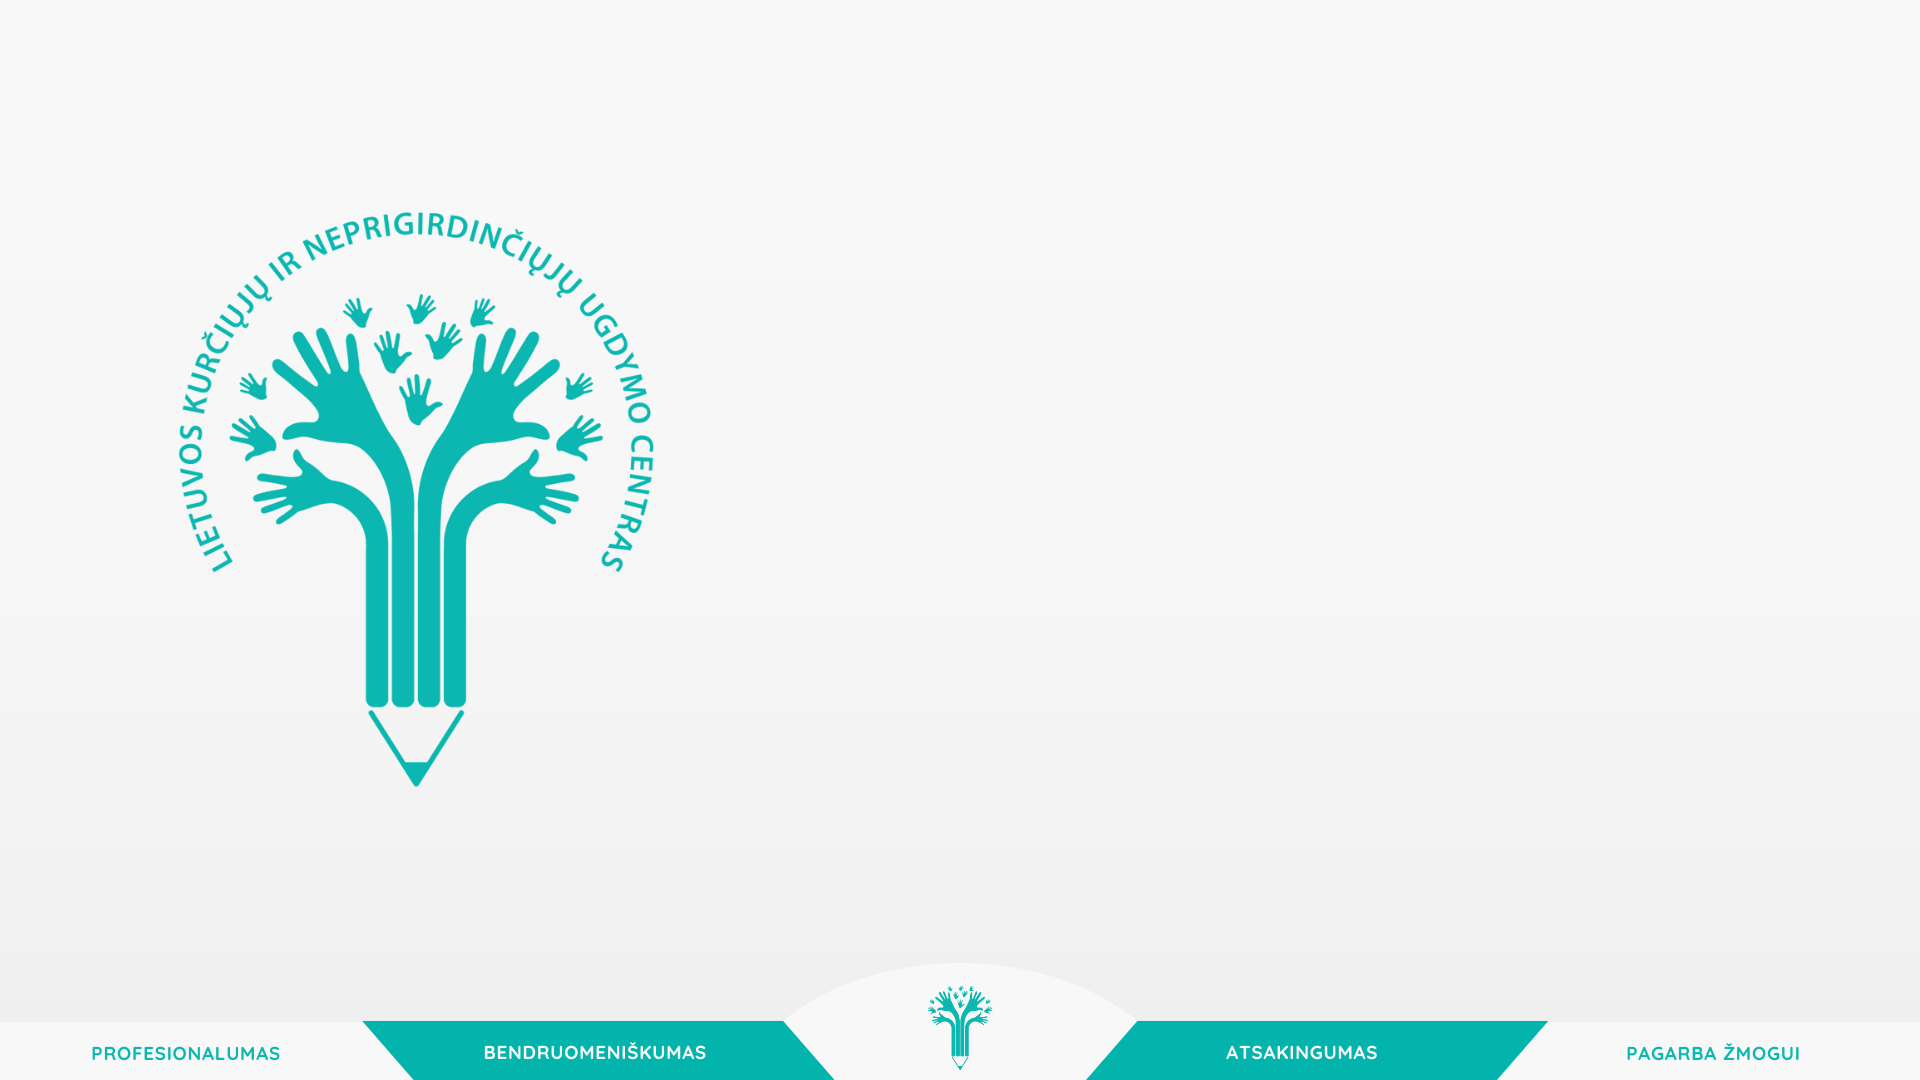 LIETUVOS KURČIŲJŲ IR NEPRIGIRDINČIŲJŲ UGDYMO CENTRAS
PROFESIONALUMAS
BENDRUOMENIŠKUMAS
ATSAKINGUMAS
PAGARBA ŽMOGUI